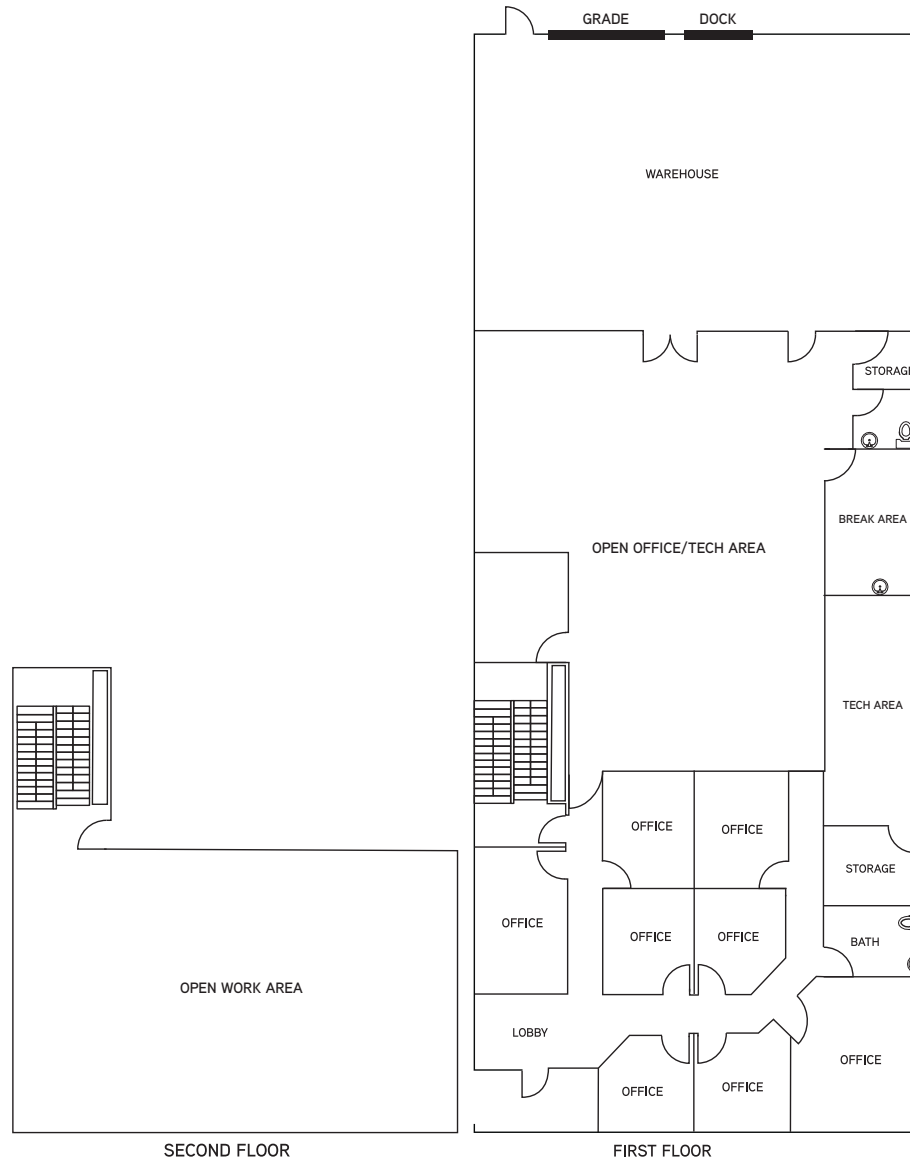 GRADE
DOCK
WAREHOUSE
STORAGE
BREAK AREA
OPEN OFFICE/TECH AREA
TECH AREA
OFFICE
OFFICE
STORAGE
OFFICE
OFFICE
OFFICE
BATH
OPEN WORK AREA
LOBBY
OFFICE
OFFICE
OFFICE
SECOND FLOOR
FIRST FLOOR